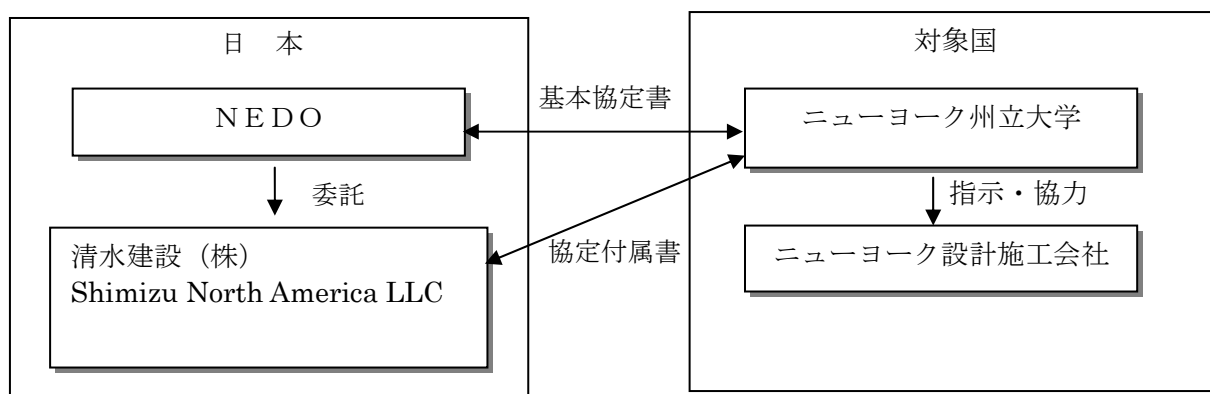 日 本
NEDO
委託
清水建設（株）
Shimizu North America LLC
基本協定書
協定付属書
対象国
ニューヨーク州立大学
指示・協力
ニューヨーク設計施工会社